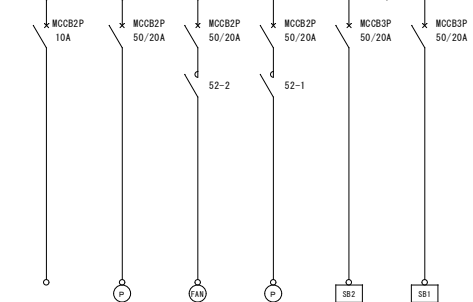 MCCB2P MCCB2P MCCB2P MCCB2P MCCB3P MCCB3P
10A 50/20A 50/20A 50/20A 50/20A 50/20A
52-2 52-1
P FAN P SB2 SB1